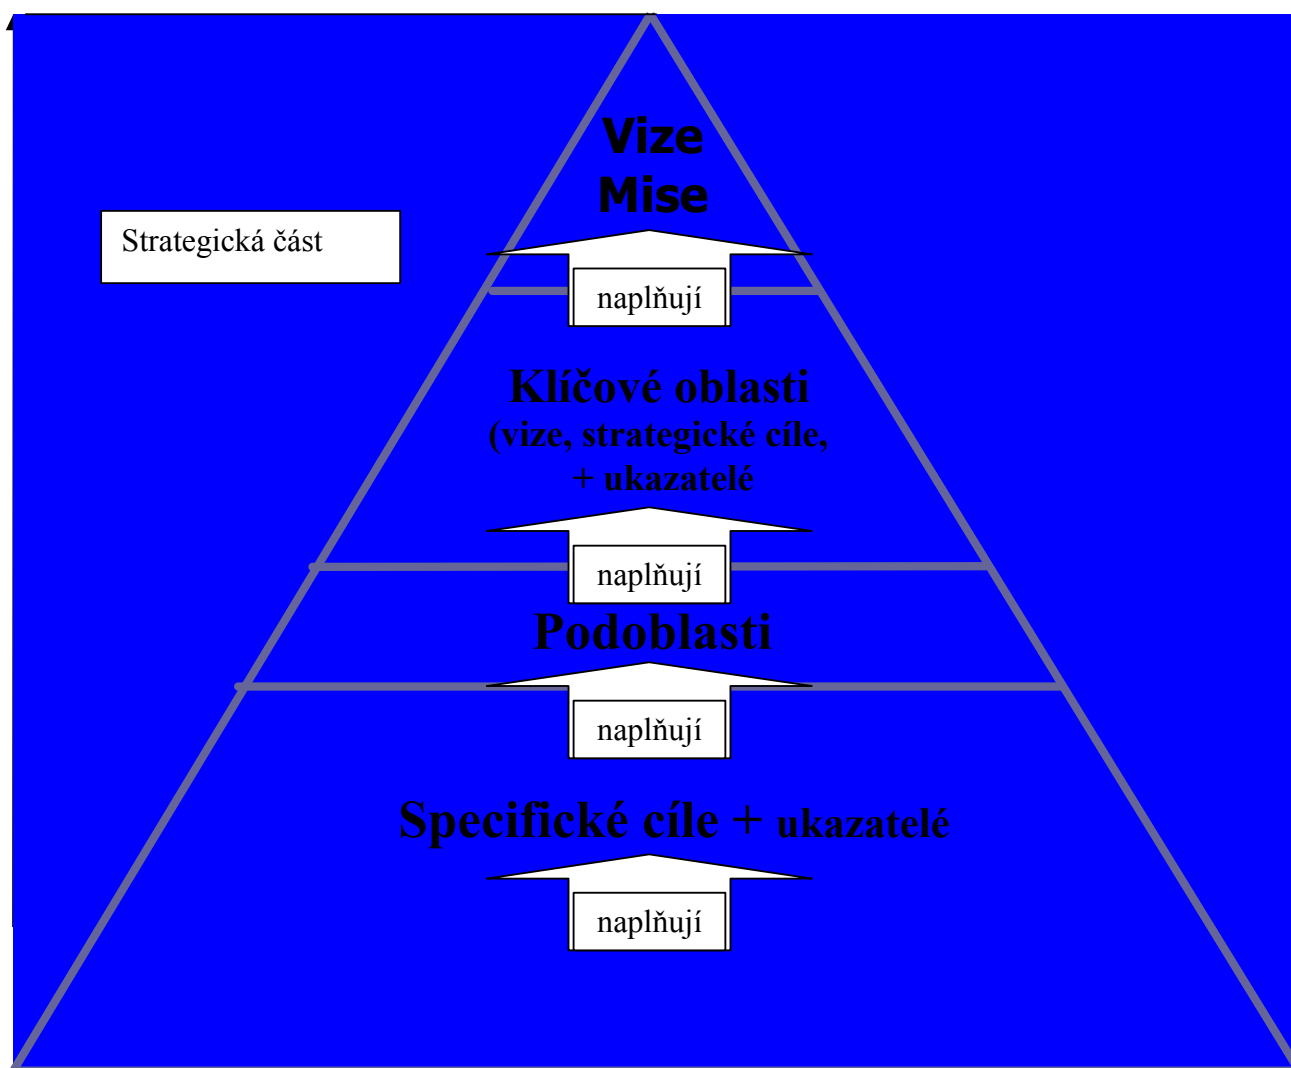 Vize
Mise
Strategická část
naplňují
Klíčové oblasti
(vize, strategické cíle,
+ ukazatelé
naplňují
Podoblasti
naplňují
Specifické cíle + ukazatelé
naplňují